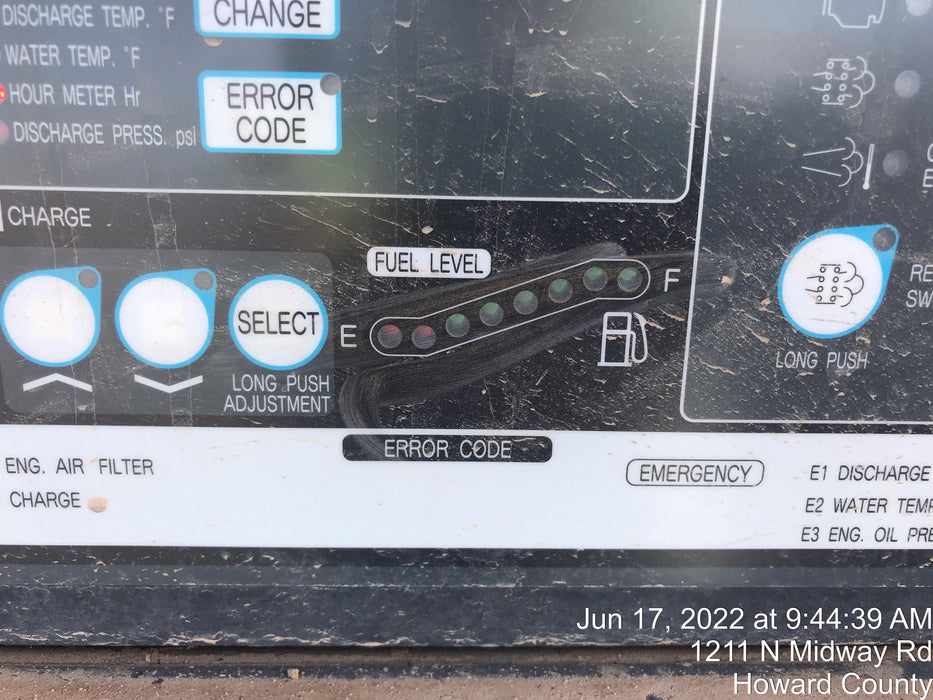 DISCHARGE TEMP. °F
CHANGE
WATER TEMP. °F
HOUR METER Hr
ERROR
CODE
DISCHARGE PRESS. psi
CHARGE
FUEL LEVEL
E
F
SELECT
LONG PUSH
ADJUSTMENT
LONG PUSH
ERROR CODE
ENG. AIR FILTER
CHARGE
EMERGENCY
E1 DISCHARGE
E2 WATER TEMP
E3 ENG. OIL PRE
Jun 17, 2022 at 9:44:39 AM
1211 N Midway Rd
Howard County